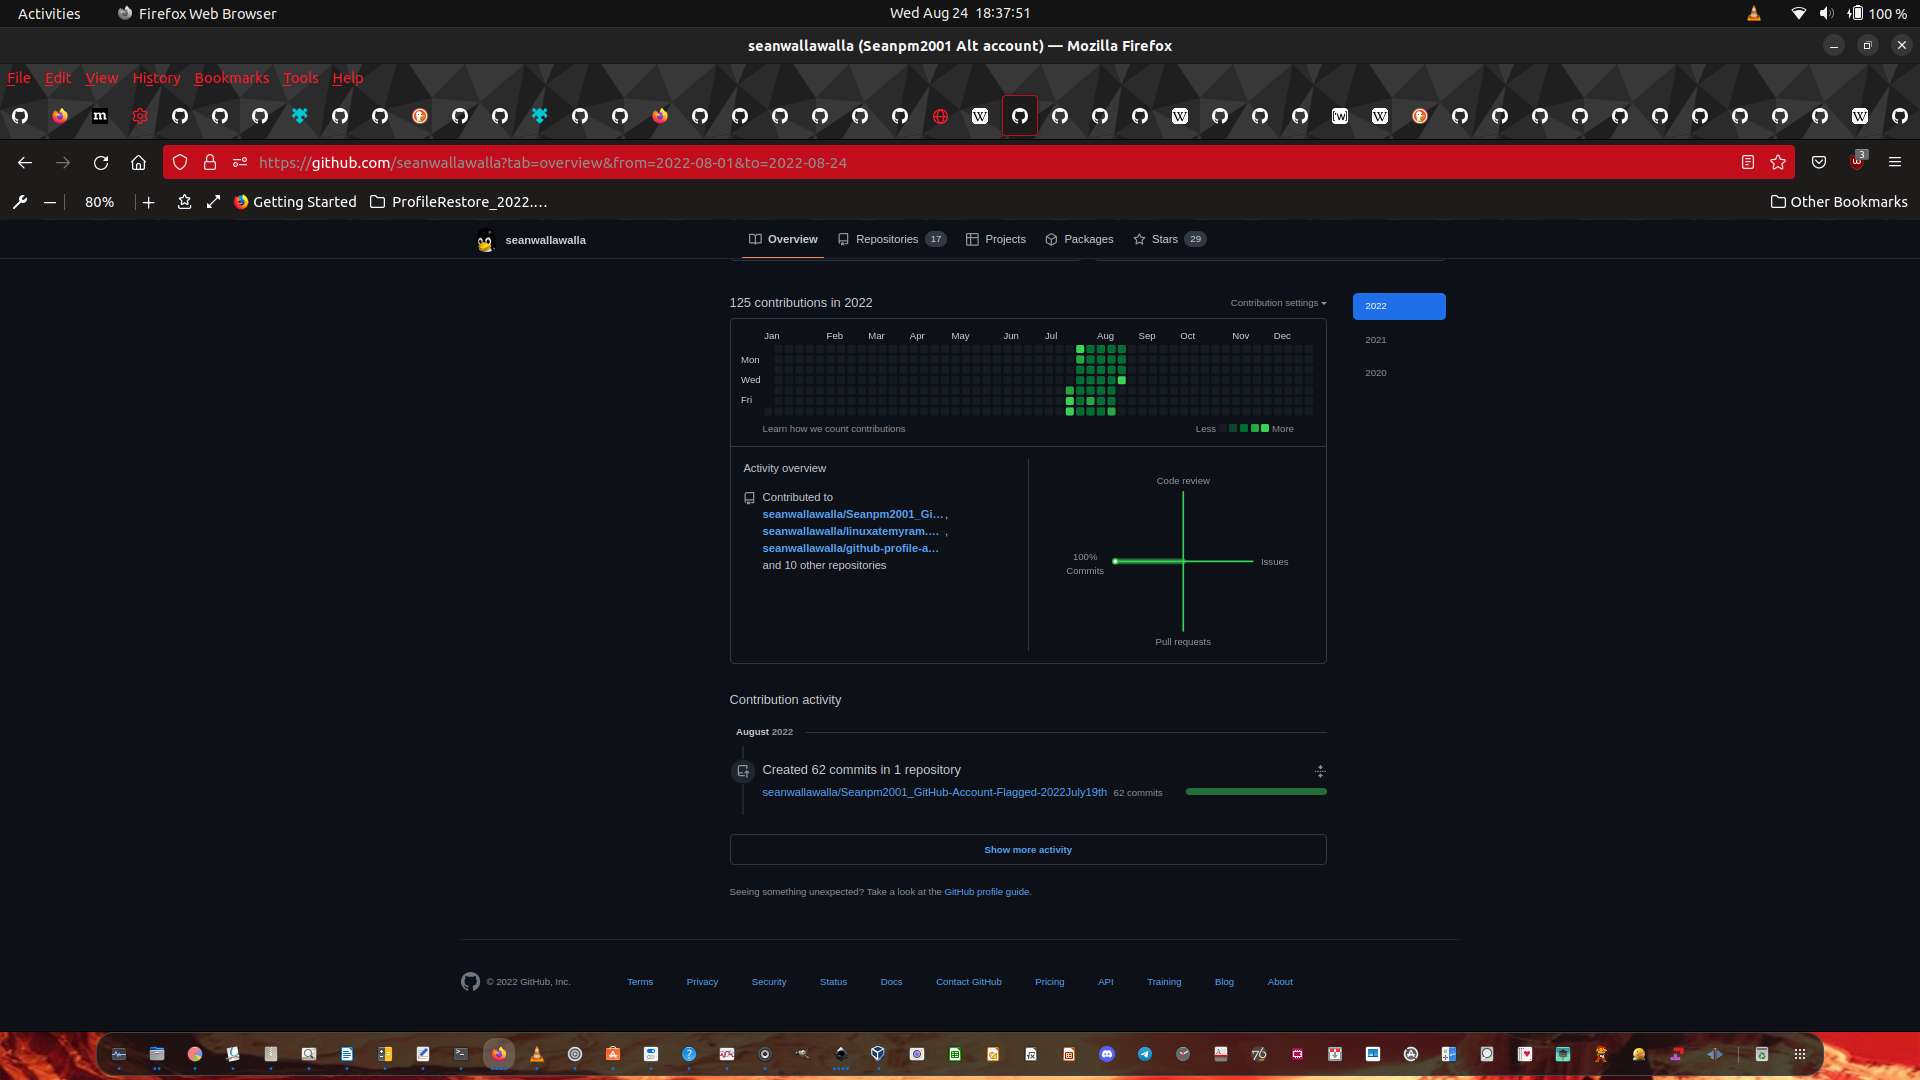 Activities Firefox Web Browser Wed Aug 24 18:37:51 100 %
seanwallawalla (Seanpm2001 Alt account) — Mozilla Firefox
File Edit View History Bookmarks Tools Help
https://github.com/seanwallawalla?tab=overview&from=2022-08-01&to=2022-08-24 3
80% Getting Started ProfileRestore_2022.… Other Bookmarks
seanwallawalla Overview Repositories 17 Projects Packages Stars 29
125 contributions in 2022 Contribution settings 2022
2021
2020
Jan Feb Mar Apr May Jun Jul Aug Sep Oct Nov Dec
Mon
Wed
Fri
Learn how we count contributions Less More
Activity overview
Contributed to
seanwallawalla/Seanpm2001_Gi… ,
seanwallawalla/linuxatemyram.… ,
seanwallawalla/github-profile-a…
and 10 other repositories
Code review
100%
Commits
Issues
Pull requests
Contribution activity
August 2022
Created 62 commits in 1 repository
seanwallawalla/Seanpm2001_GitHub-Account-Flagged-2022July19th 62 commits
Show more activity
Seeing something unexpected? Take a look at the GitHub profile guide.
© 2022 GitHub, Inc. Terms Privacy Security Status Docs Contact GitHub Pricing API Training Blog About